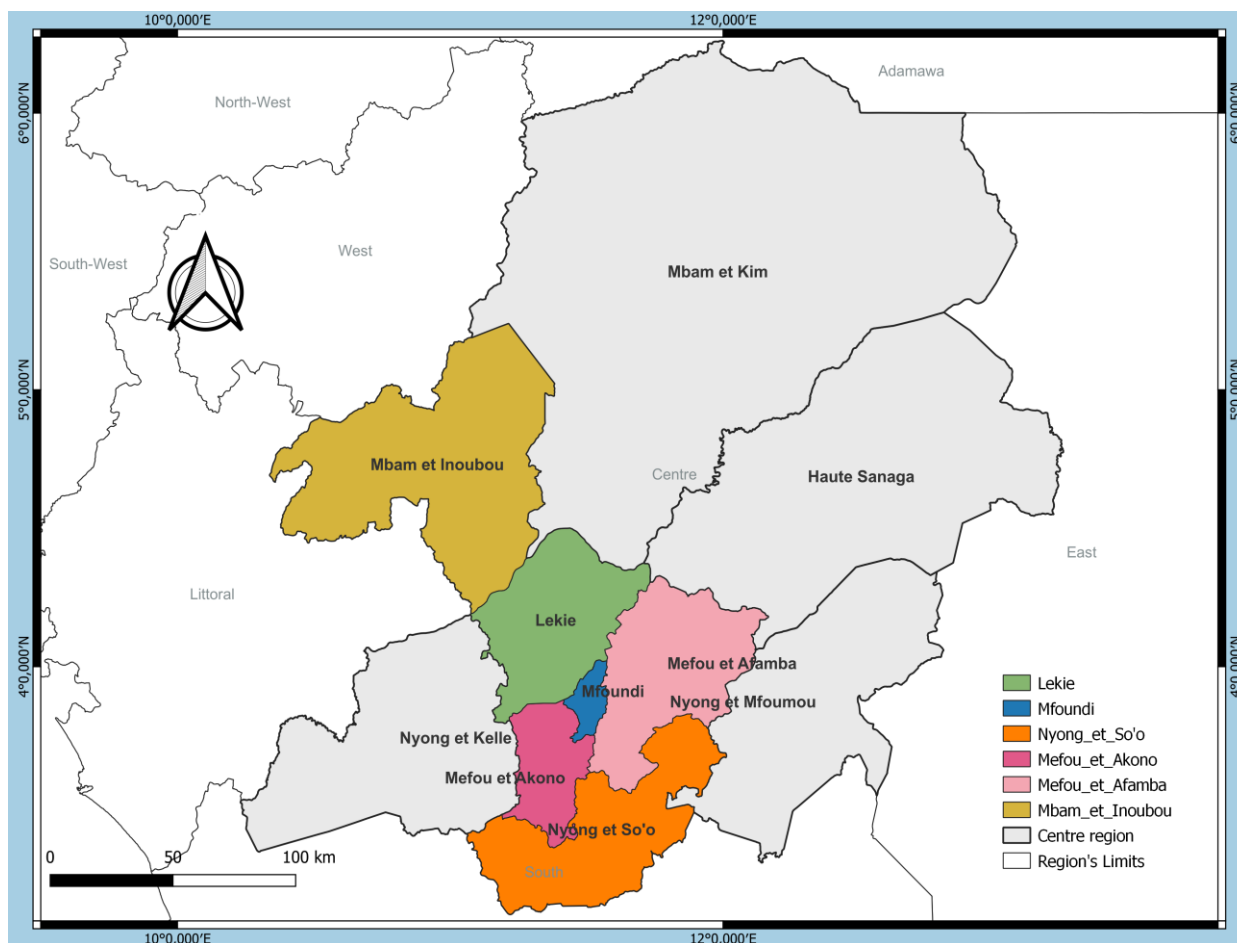 10°0,000′E
12°0,000′E
Adamawa
North-West
6°0,000′N
6°0,000′N
West
South-West
Mbam et Kim
5°0,000′N
5°0,000′N
Mbam et Inoubou
Centre
Haute Sanaga
East
Littoral
Lekie
Mefou et Afamba
4°0,000′N
4°0,000′N
Mfoundi
Nyong et Mfoumou
Nyong et Kelle
Mefou et Akono
Nyong et So'o
South
Lekie
Mfoundi
Nyong_et_So'o
Mefou_et_Akono
Mefou_et_Afamba
Mbam_et_Inoubou
Centre region
Region's Limits
0 50 100 km
10°0,000′E
12°0,000′E